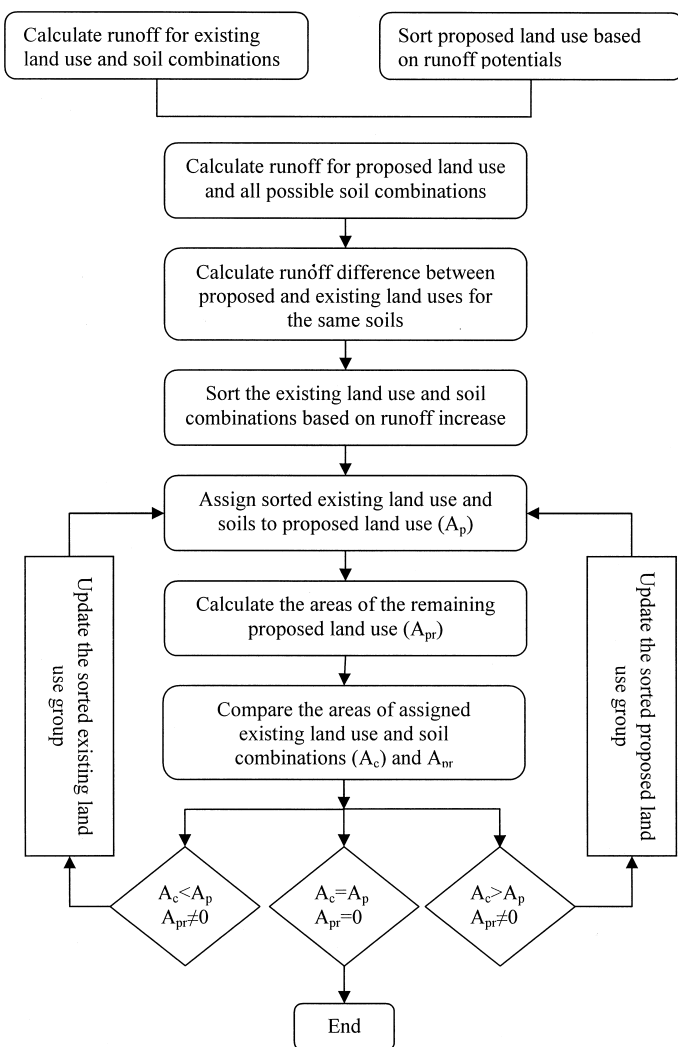 Calculate runoff for existing
land use and soil combinations
Sort proposed land use based
on runoff potentials
Calculate runoff for proposed land use
and all possible soil combinations
Calculate runoff difference between
proposed and existing land uses for
the same soils
Sort the existing land use and soil
combinations based on runoff increase
Assign sorted existing land use and
soils to proposed land use (Aₚ)
Calculate the areas of the remaining
proposed land use (Aₚᵣ)
Compare the areas of assigned
existing land use and soil
combinations (A_c) and Aₚᵣ
Update the sorted existing land
use group
Update the sorted proposed land
use group
A_c<Aₚ
Aₚᵣ≠0
A_c=Aₚ
Aₚᵣ=0
A_c>Aₚ
Aₚᵣ≠0
End